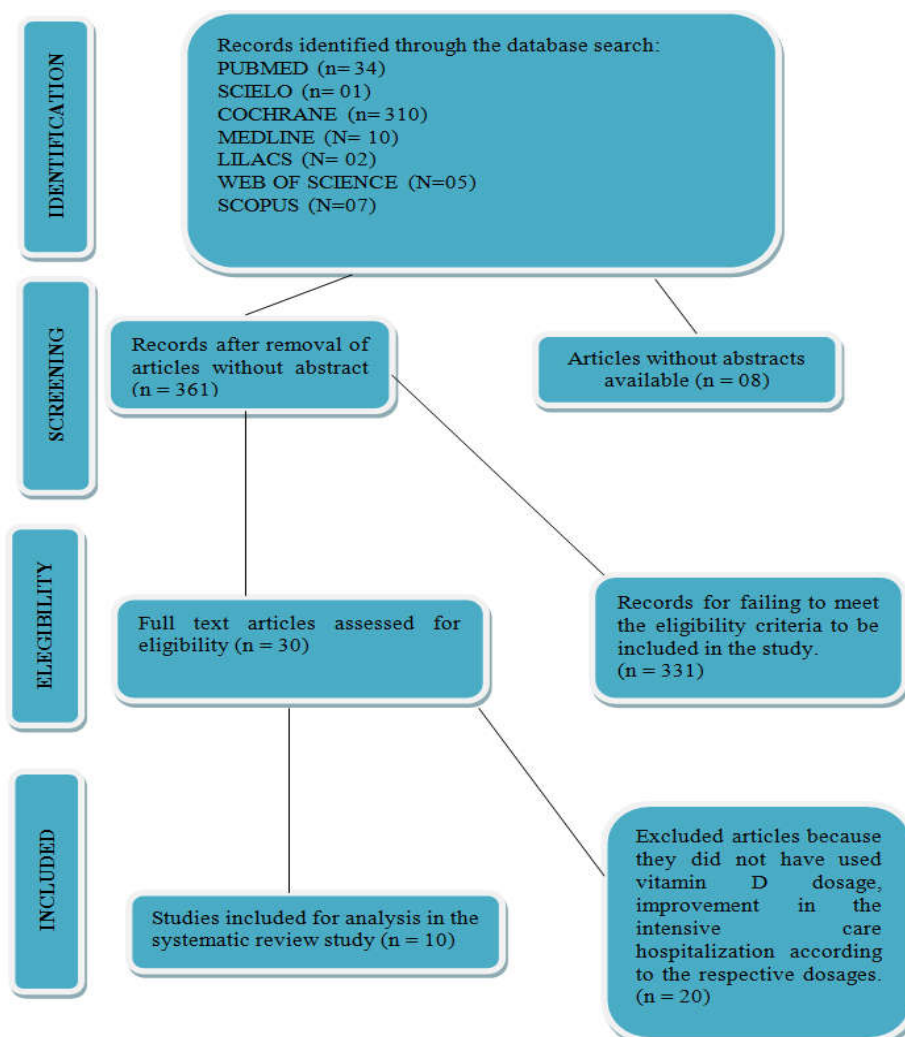 IDENTIFICATION
Records identified through the database search:
PUBMED (n= 34)
SCIELO (n= 01)
COCHRANE (n= 310)
MEDLINE (N= 10)
LILACS (N= 02)
WEB OF SCIENCE (N=05)
SCOPUS (N=07)
SCREENING
Records after removal of
articles without abstract
(n = 361)
Articles without abstracts
available (n = 08)
ELEGIBILITY
Full text articles assessed for
eligibility (n = 30)
Records for failing to meet
the eligibility criteria to be
included in the study.
(n = 331)
INCLUDED
Studies included for analysis in the
systematic review study (n = 10)
Excluded articles because
they did not have used
vitamin D dosage,
improvement in the
intensive care
hospitalization according
to the respective dosages.
(n = 20)